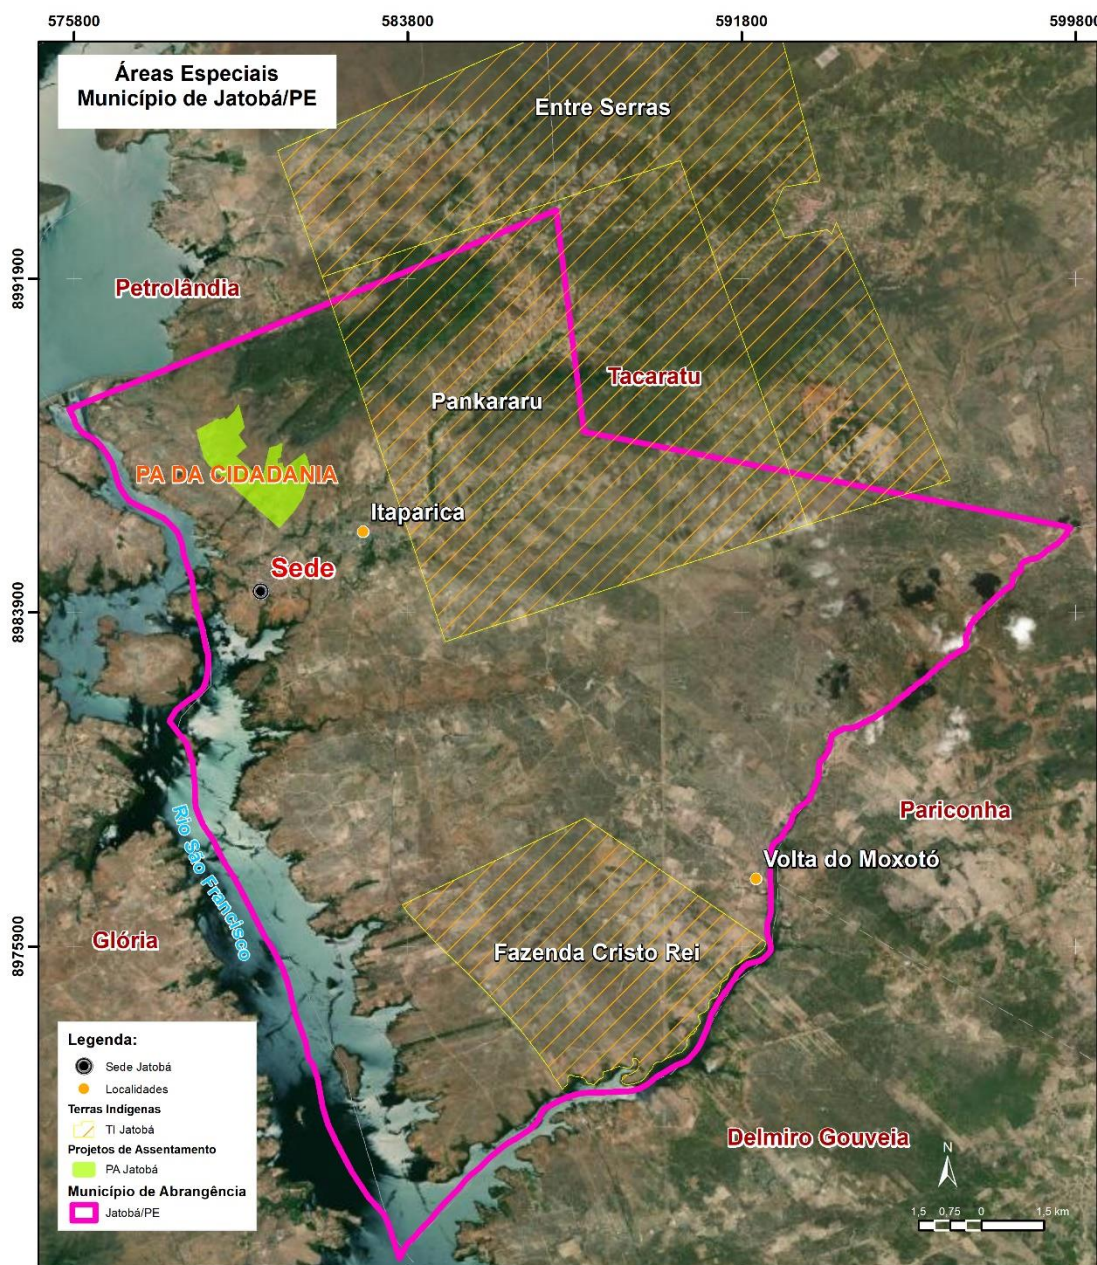 575800 583800 591800 599800
Áreas Especiais
Município de Jatobá/PE
Entre Serras
8991900
Petrolândia
Tacaratu
Pankararu
PA DA CIDADANIA
Itaparica
Sede
8983900
Rio São Francisco
Pariconha
Volta do Moxotó
8975900
Glória
Fazenda Cristo Rei
Delmiro Gouveia
Legenda:
Sede Jatobá
Localidades
Terras Indígenas
TI Jatobá
Projetos de Assentamento
PA Jatobá
Município de Abrangência
Jatobá/PE
N
1,5 0,75 0 1,5 km